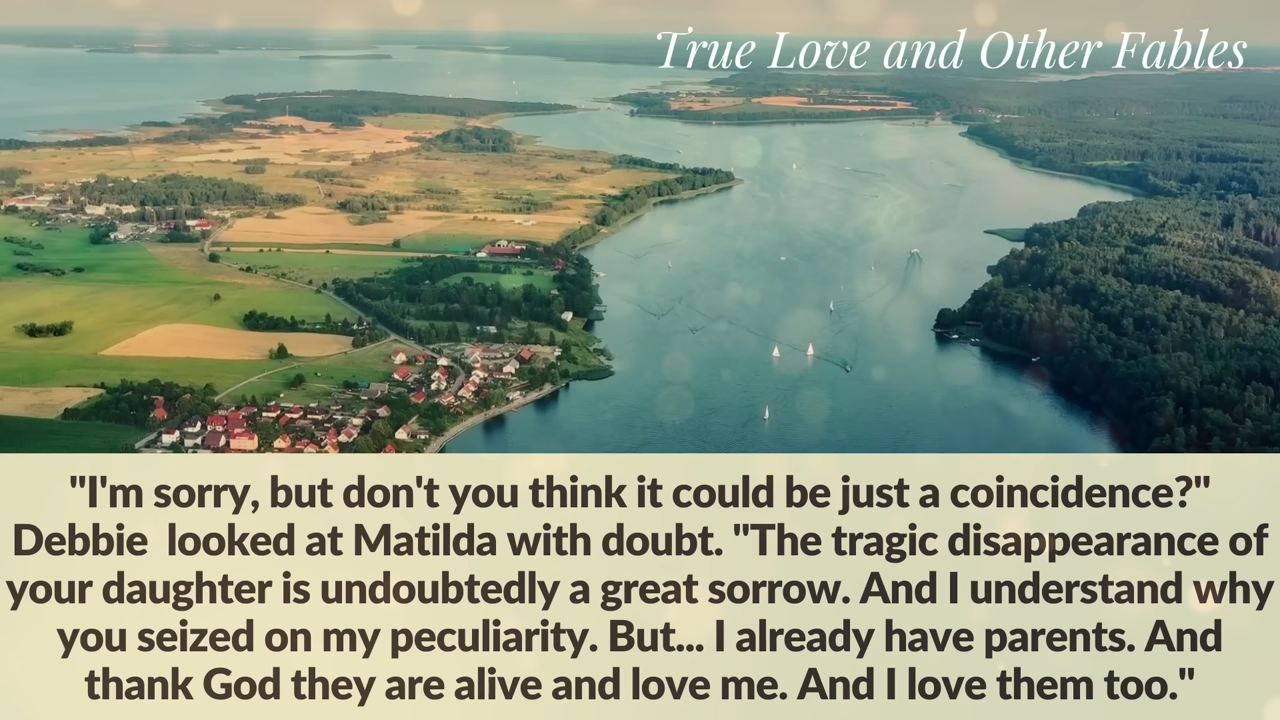 True Love and Other Fables
"I'm sorry, but don't you think it could be just a coincidence?"
Debbie  looked at Matilda with doubt. "The tragic disappearance of
your daughter is undoubtedly a great sorrow. And I understand why
you seized on my peculiarity. But... I already have parents. And
thank God they are alive and love me. And I love them too."